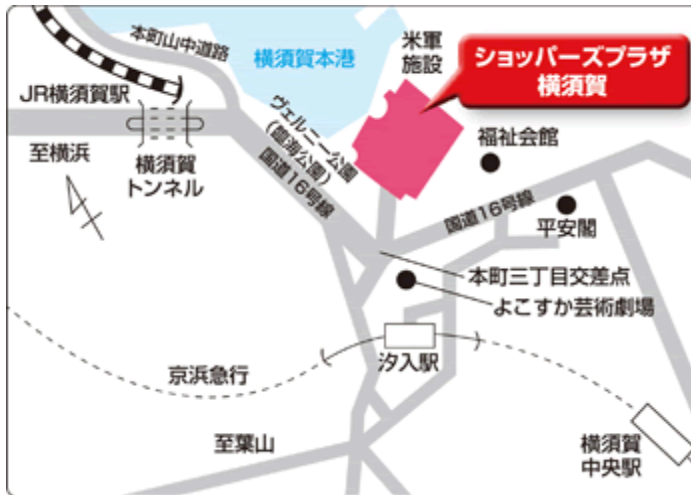 本町山中道路
横須賀本港
米軍
施設
ショッパーズプラザ
横須賀
JR横須賀駅
至横浜
横須賀
トンネル
ヴェルニー公園
(臨海公園)
国道16号線
福祉会館
国道16号線
平安閣
本町三丁目交差点
よこすか芸術劇場
汐入駅
京浜急行
至葉山
横須賀
中央駅